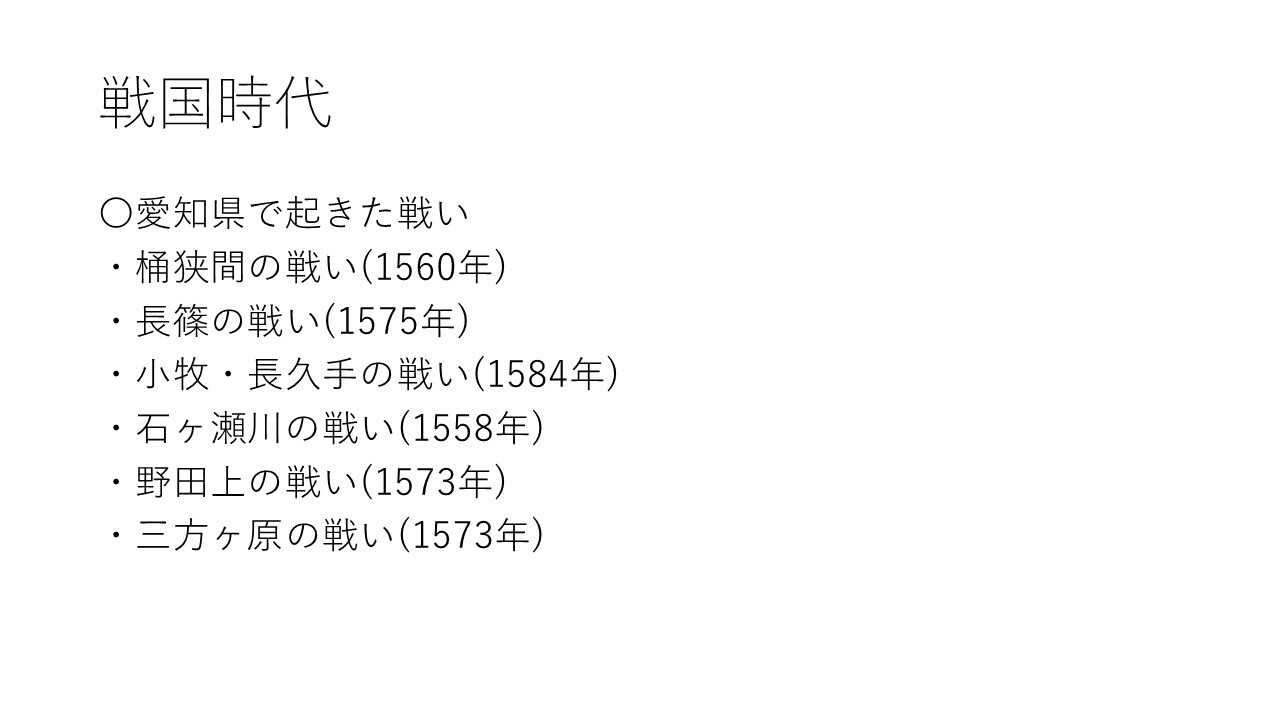 戦国時代
〇愛知県で起きた戦い
・桶狭間の戦い(1560年)
・長篠の戦い(1575年)
・小牧・長久手の戦い(1584年)
・石ヶ瀬川の戦い(1558年)
・野田上の戦い(1573年)
・三方ヶ原の戦い(1573年)